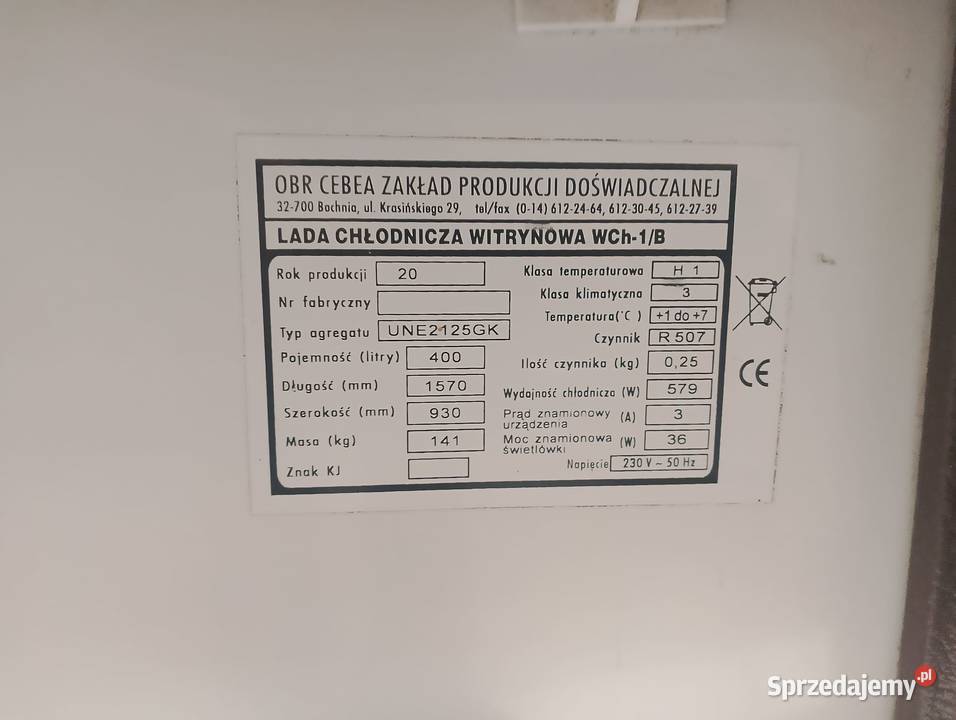 OBR CEBEA ZAKŁAD PRODUKCJI DOŚWIADCZALNEJ
32-700 Bochnia, ul. Krasińskiego 29, tel/fax (0-14) 612-24-64, 612-30-45, 612-27-39
LADA CHŁODNICZA WITRYNOWA WCh-1/B
Rok produkcji 20
Nr fabryczny
Typ agregatu UNE2125GK
Pojemność (litry) 400
Długość (mm) 1570
Szerokość (mm) 930
Masa (kg) 141
Znak KJ
Klasa temperaturowa H 1
Klasa klimatyczna 3
Temperatura(°C) +1 do +7
Czynnik R 507
Ilość czynnika (kg) 0,25
Wydajność chłodnicza (W) 579
Prąd znamionowy urządzenia (A) 3
Moc znamionowa świetlówki (W) 36
Napięcie 230 V ~ 50 Hz
CE
Sprzedajemy.pl